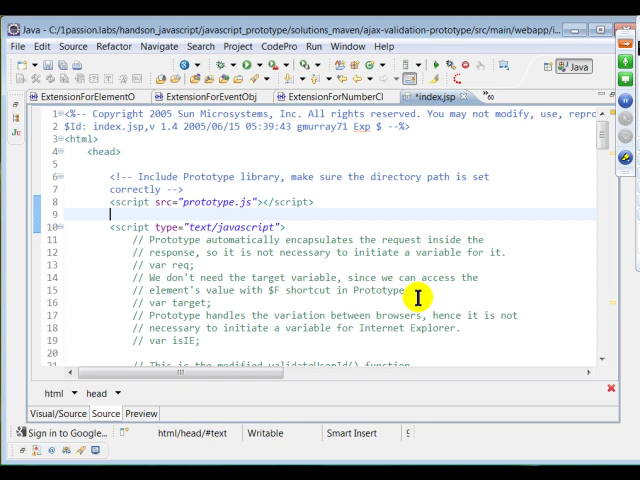 Java - C:/1passion.labs/handson_javascript/javascript_prototype/solutions_maven/ajax-validation-prototype/src/main/webapp/i...
File Edit Source Refactor Navigate Search Project CodePro Run Window Help
Java
ExtensionForElementO ExtensionForEventObj ExtensionForNumberCl *index.jsp
1 <%-- Copyright 2005 Sun Microsystems, Inc. All rights reserved. You may not modify, use, repro
2 $Id: index.jsp,v 1.4 2005/06/15 05:39:43 gmurray71 Exp $ --%>
3 <html>
4 <head>
5
6 <!-- Include Prototype library, make sure the directory path is set
7 correctly -->
8 <script src="prototype.js"></script>
9
10 <script type="text/javascript">
11 // Prototype automatically encapsulates the request inside the
12 // response, so it is not necessary to initiate a variable for it.
13 // var req;
14 // We don't need the target variable, since we can access the
15 // element's value with $F shortcut in Prototype
16 // var target;
17 // Prototype handles the variation between browsers, hence it is not
18 // necessary to initiate a variable for Internet Explorer.
19 // var isIE;
20
21 // This is the modified validateUserId() function
html head
Visual/Source Source Preview
Sign in to Google... html/head/#text Writable Smart Insert